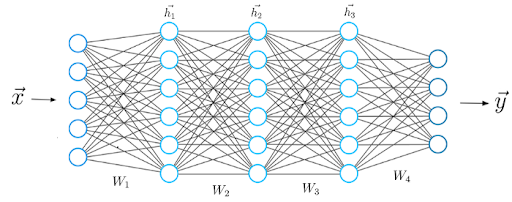 h⃗₁ h⃗₂ h⃗₃
x⃗ → → y⃗
W₁ W₂ W₃ W₄